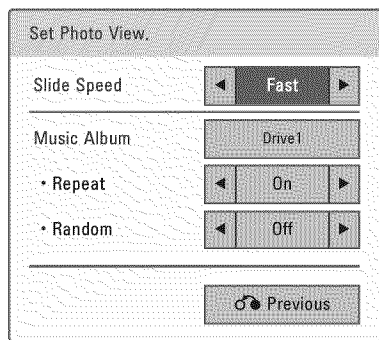 Set Photo View.
Slide Speed ◄ Fast ►
Music Album Drive1
• Repeat ◄ On ►
• Random ◄ Off ►
Previous